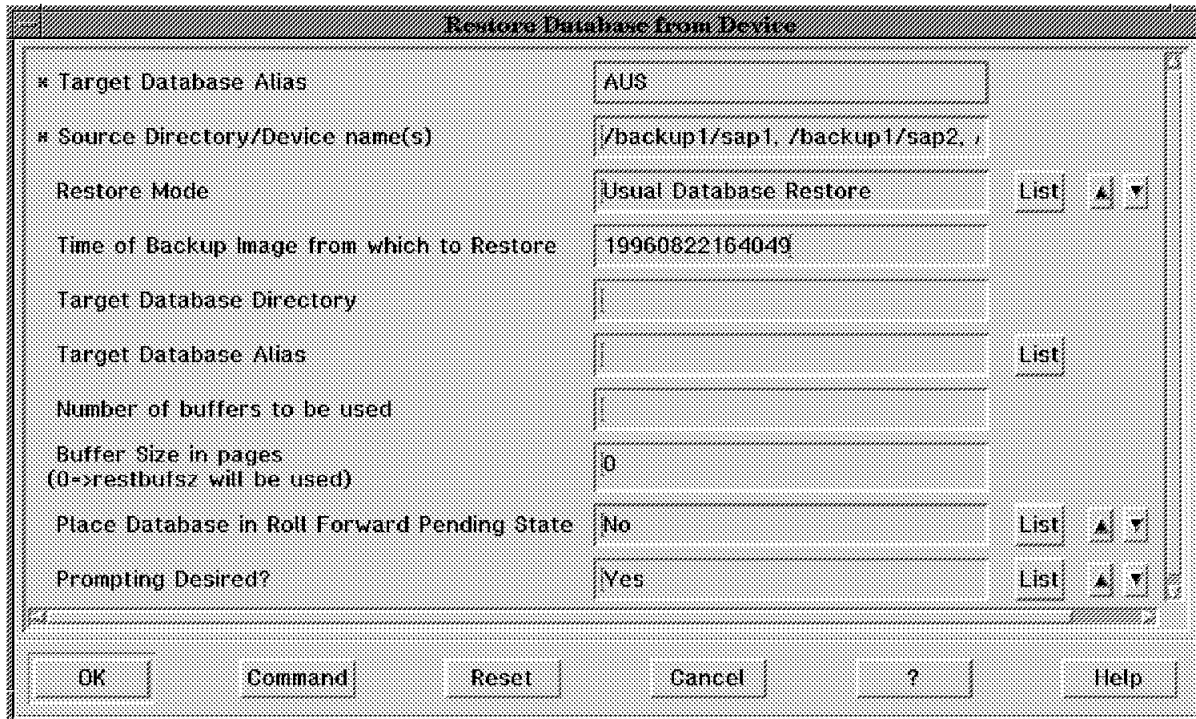 Restore Database from Device
* Target Database Alias AUS
* Source Directory/Device name(s) /backup1/sap1, /backup1/sap2, /
Restore Mode Usual Database Restore List
Time of Backup Image from which to Restore 19960822164049
Target Database Directory
Target Database Alias List
Number of buffers to be used
Buffer Size in pages
(0=>restbufsz will be used) 0
Place Database in Roll Forward Pending State No List
Prompting Desired? Yes List
OK Command Reset Cancel ? Help